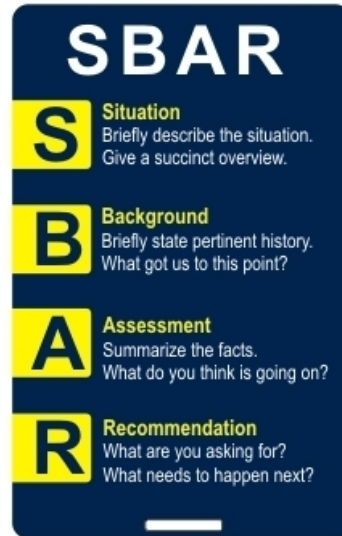 SBAR
S
Situation
Briefly describe the situation.
Give a succinct overview.
B
Background
Briefly state pertinent history.
What got us to this point?
A
Assessment
Summarize the facts.
What do you think is going on?
R
Recommendation
What are you asking for?
What needs to happen next?